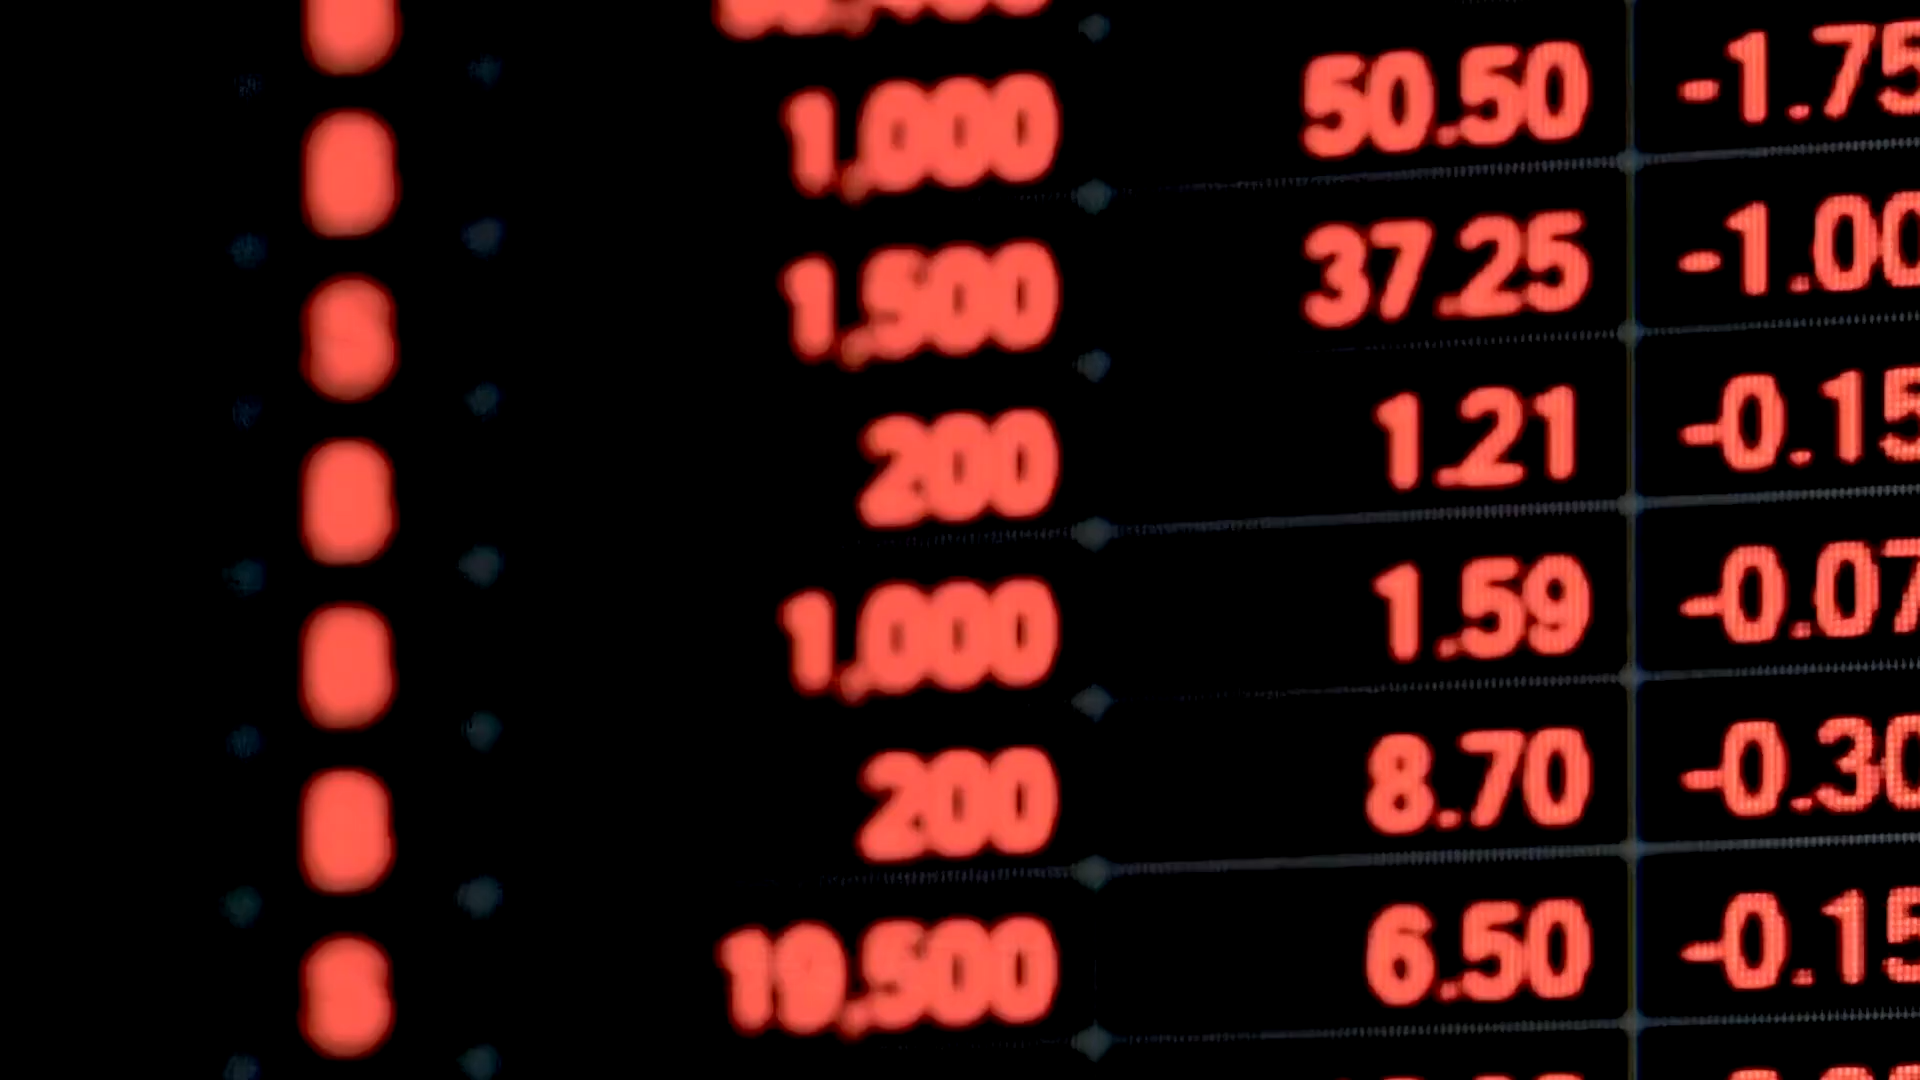 1,000 50.50 -1.75
1,500 37.25 -1.00
200 1.21 -0.15
1,000 1.59 -0.07
200 8.70 -0.30
19,500 6.50 -0.15